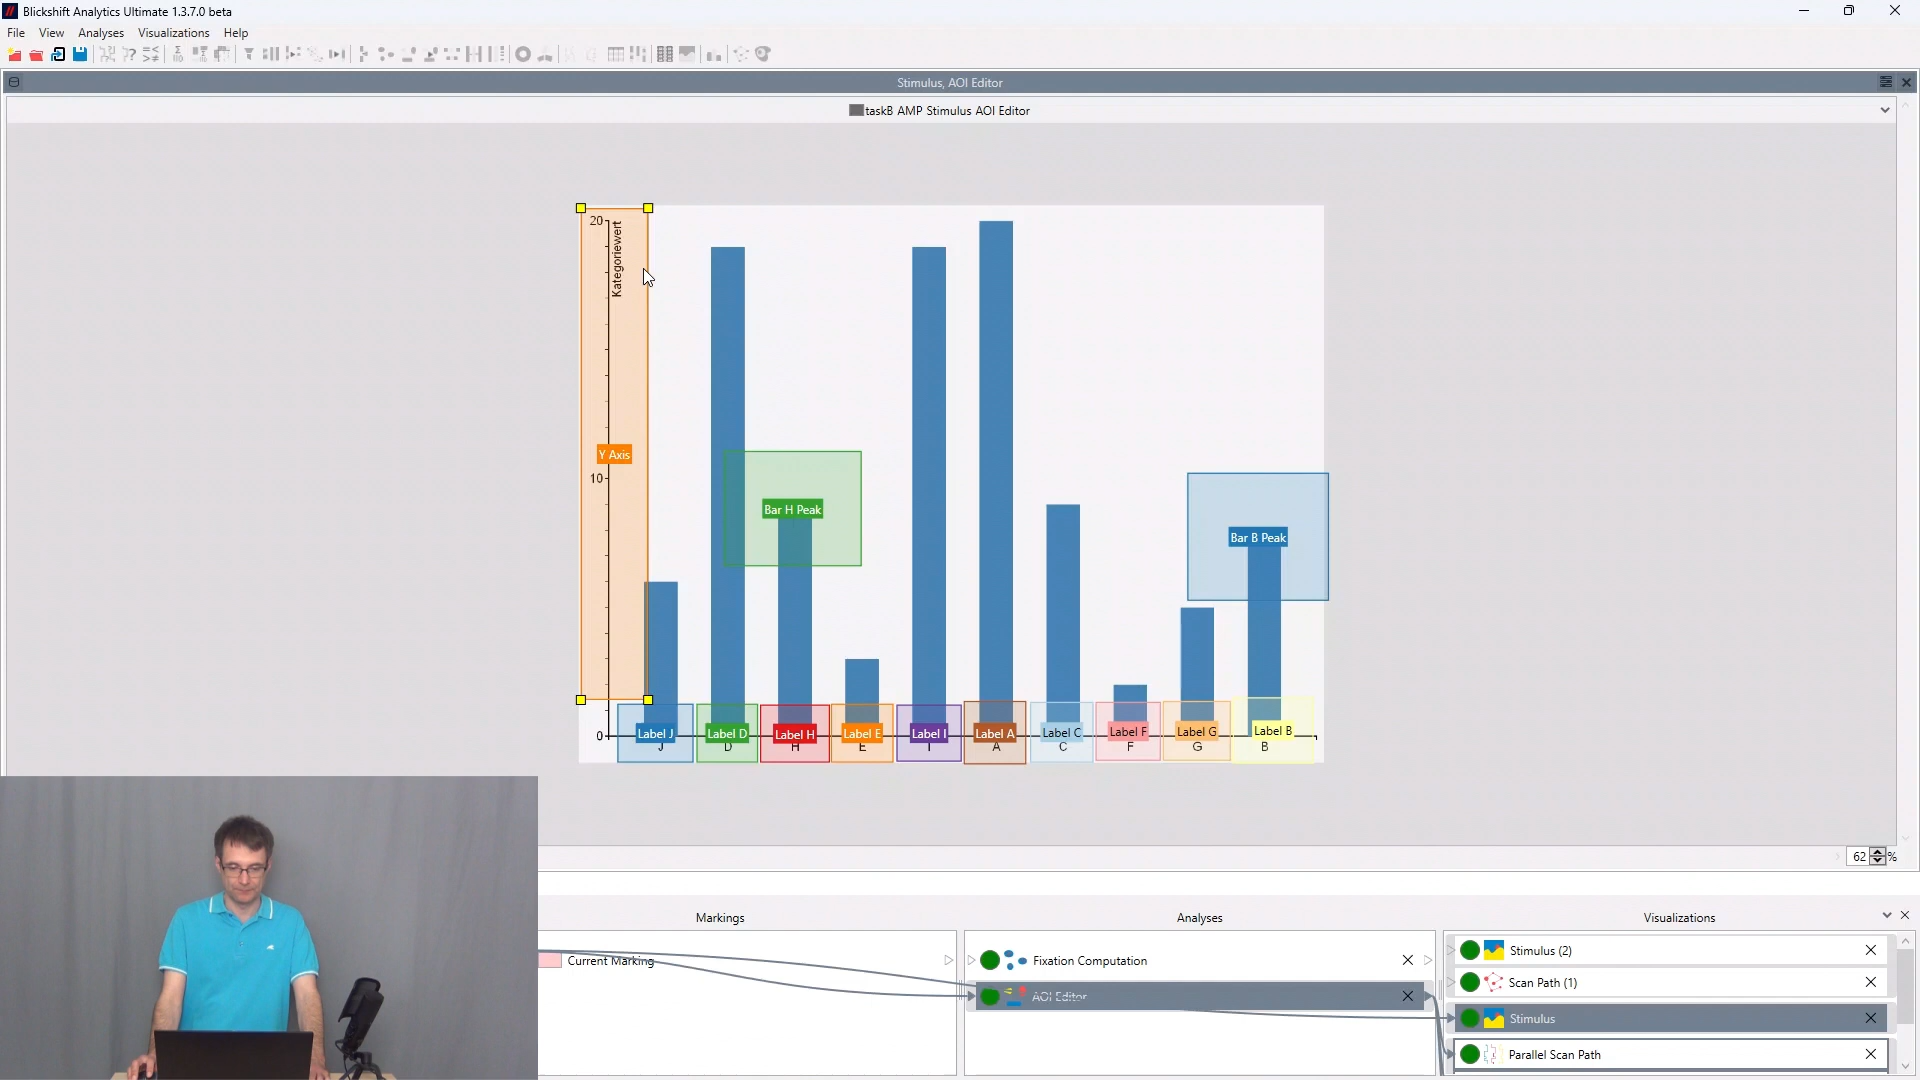 Blickshift Analytics Ultimate 1.3.7.0 beta
File View Analyses Visualizations Help
Stimulus, AOI Editor
taskB AMP Stimulus AOI Editor
20
Kategoriewert
Y Axis
10
Bar H Peak
Bar B Peak
0
Label J Label D Label H Label E Label I Label A Label C Label F Label G Label B
J D H E I A C F G B
62 %
Markings Analyses Visualizations
Current Marking
Fixation Computation
AOI Editor
Stimulus (2)
Scan Path (1)
Stimulus
Parallel Scan Path